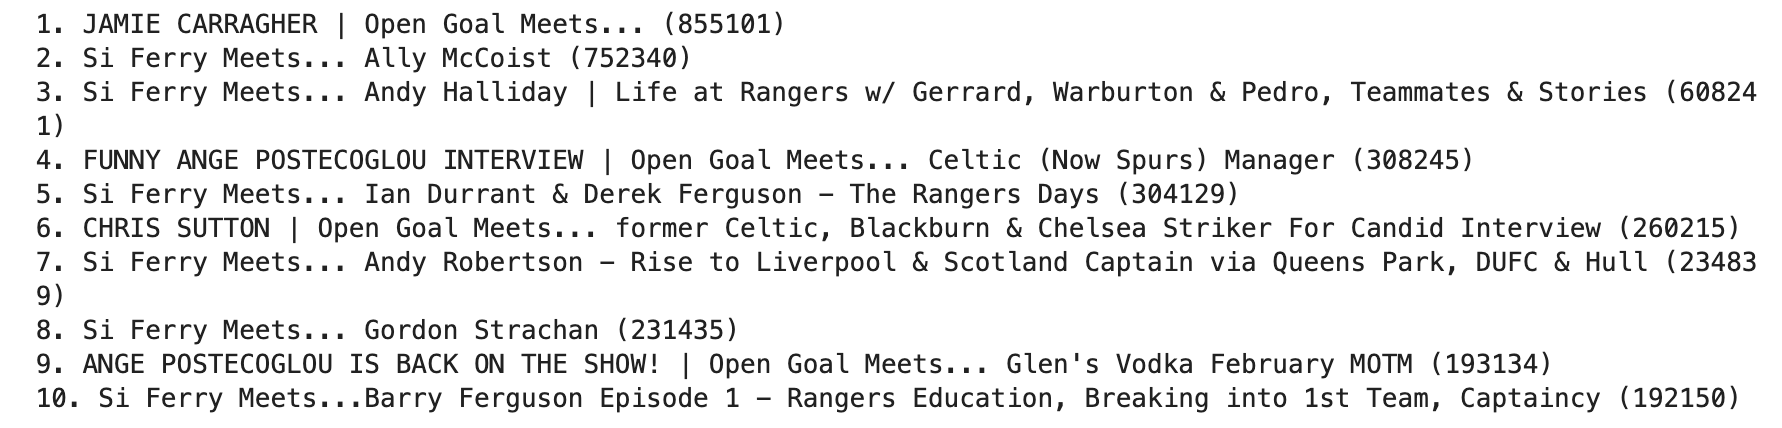 1. JAMIE CARRAGHER | Open Goal Meets... (855101)
2. Si Ferry Meets... Ally McCoist (752340)
3. Si Ferry Meets... Andy Halliday | Life at Rangers w/ Gerrard, Warburton & Pedro, Teammates & Stories (60824
1)
4. FUNNY ANGE POSTECOGLOU INTERVIEW | Open Goal Meets... Celtic (Now Spurs) Manager (308245)
5. Si Ferry Meets... Ian Durrant & Derek Ferguson – The Rangers Days (304129)
6. CHRIS SUTTON | Open Goal Meets... former Celtic, Blackburn & Chelsea Striker For Candid Interview (260215)
7. Si Ferry Meets... Andy Robertson – Rise to Liverpool & Scotland Captain via Queens Park, DUFC & Hull (23483
9)
8. Si Ferry Meets... Gordon Strachan (231435)
9. ANGE POSTECOGLOU IS BACK ON THE SHOW! | Open Goal Meets... Glen's Vodka February MOTM (193134)
10. Si Ferry Meets...Barry Ferguson Episode 1 – Rangers Education, Breaking into 1st Team, Captaincy (192150)